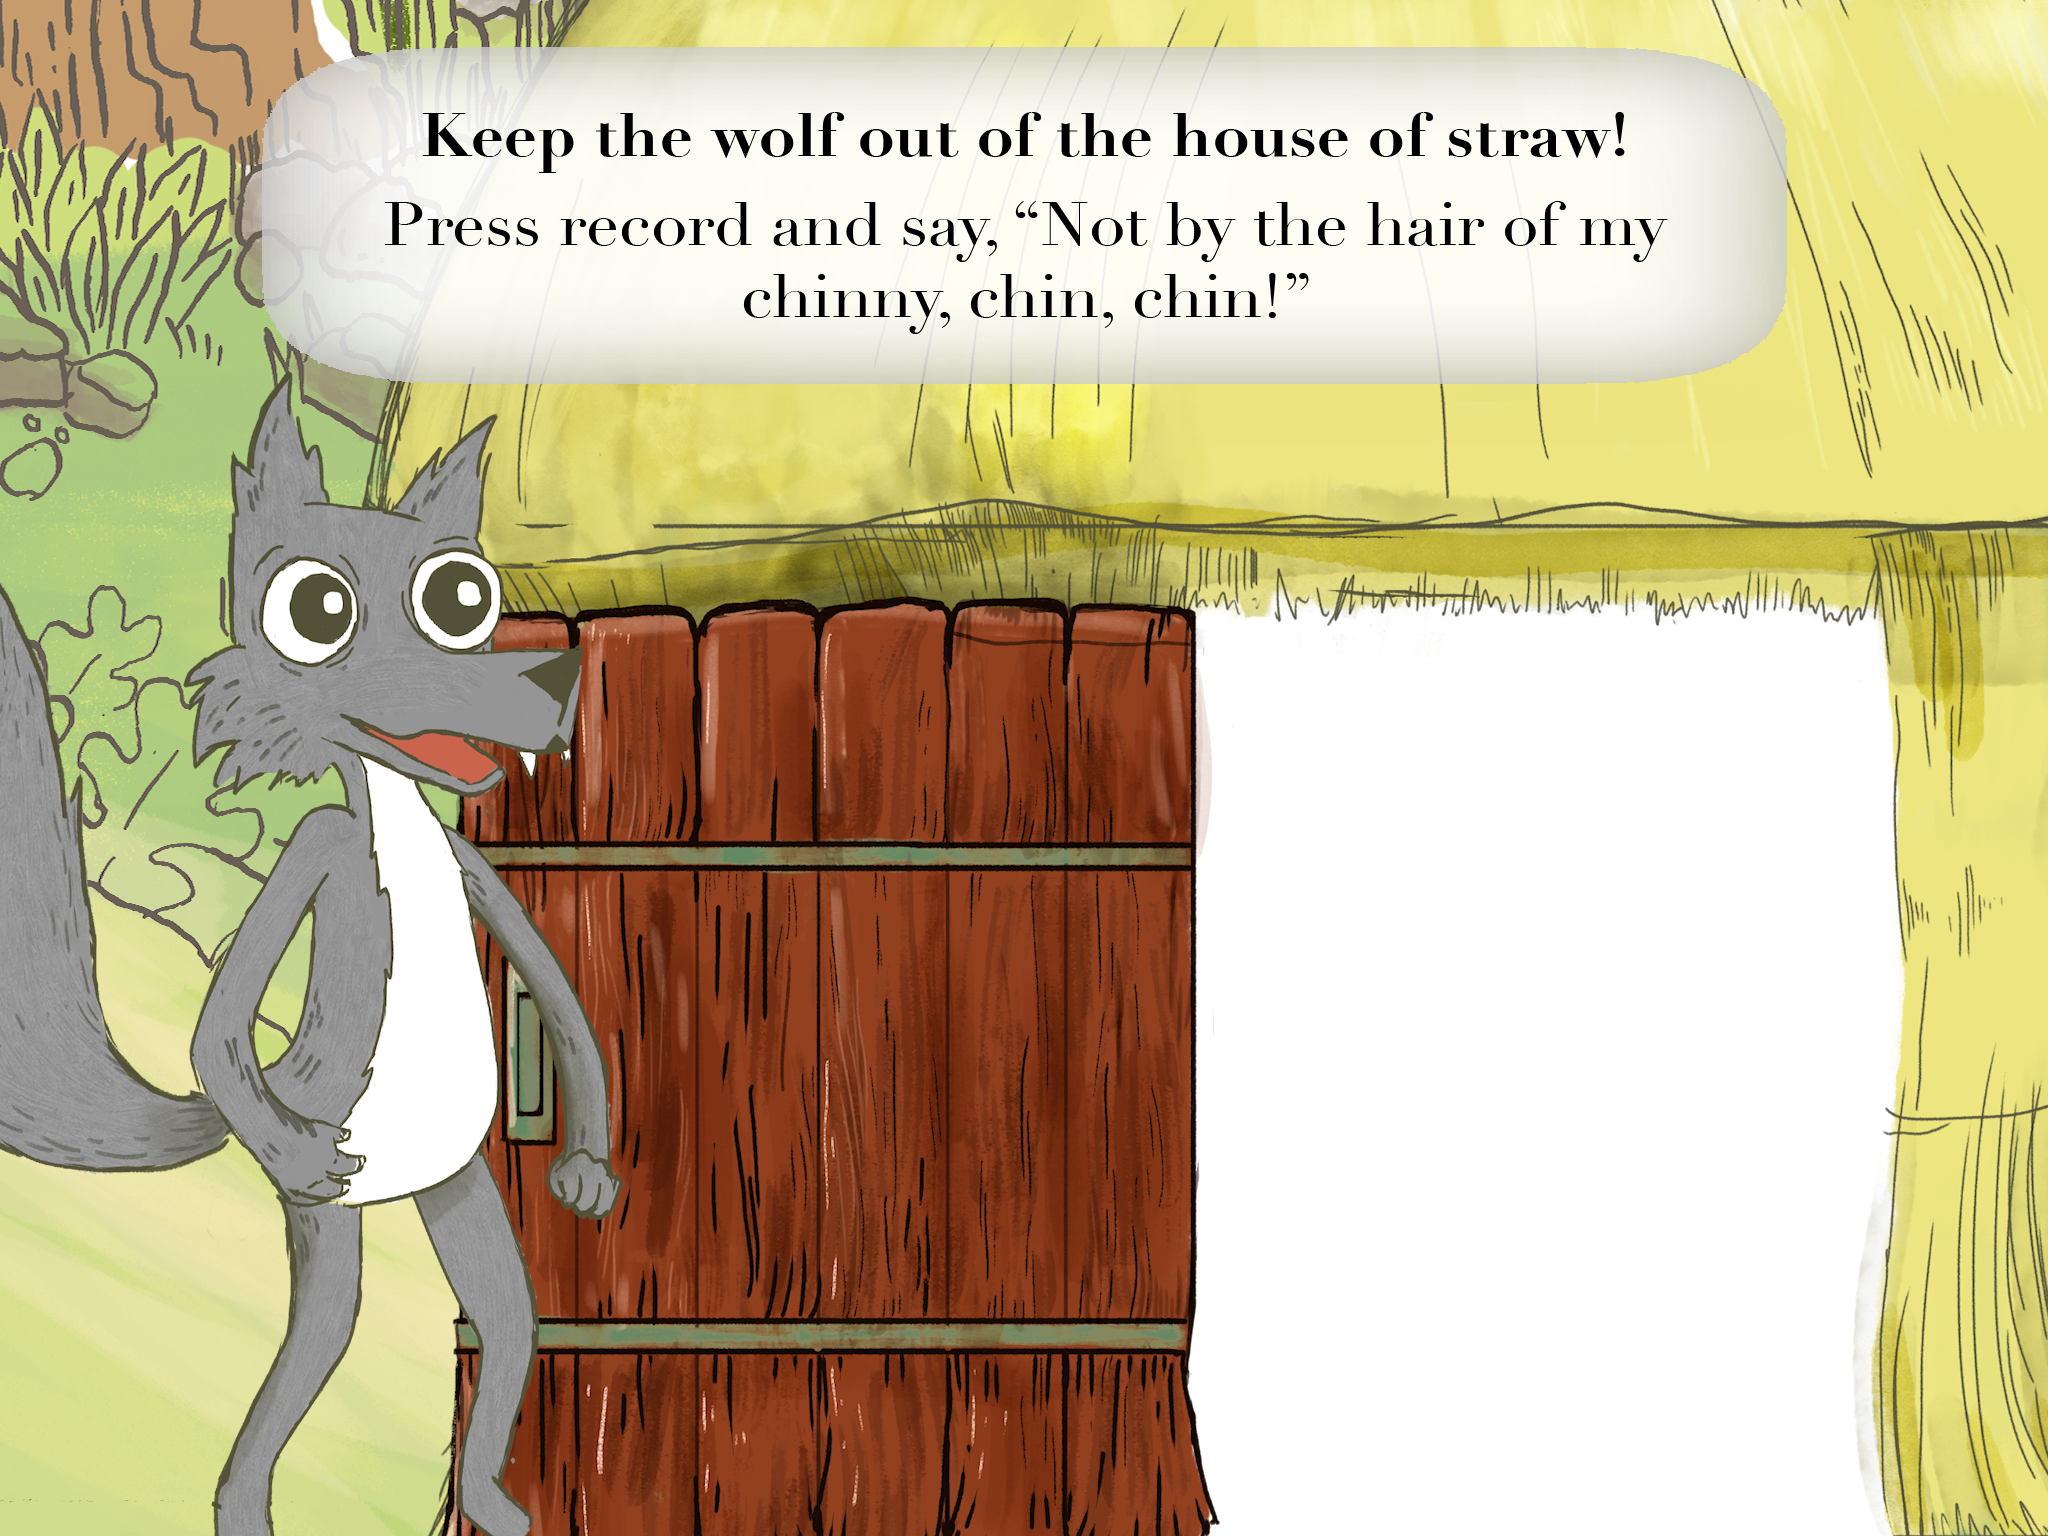 Keep the wolf out of the house of straw!
Press record and say, “Not by the hair of my
chinny, chin, chin!”